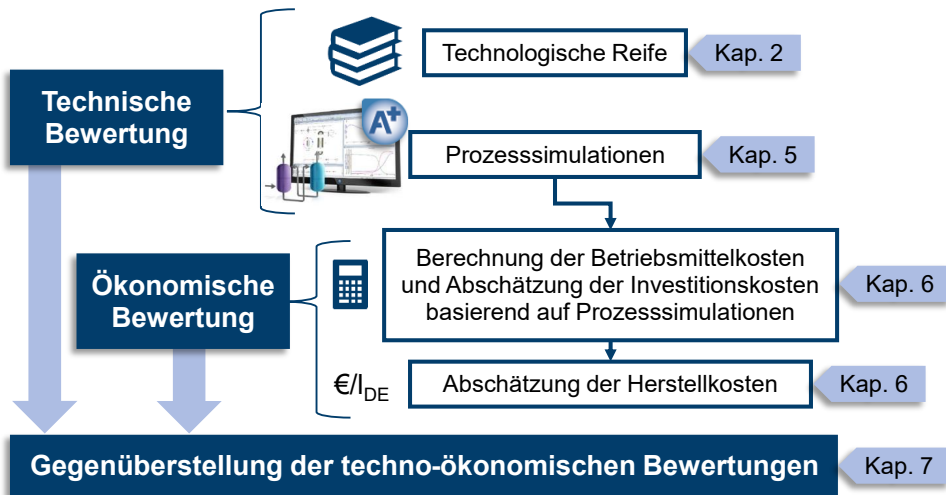 Technologische Reife
Kap. 2
Technische
Bewertung
A+
Prozesssimulationen
Kap. 5
Ökonomische
Bewertung
Berechnung der Betriebsmittelkosten
und Abschätzung der Investitionskosten
basierend auf Prozesssimulationen
Kap. 6
€/lDE
Abschätzung der Herstellkosten
Kap. 6
Gegenüberstellung der techno-ökonomischen Bewertungen
Kap. 7